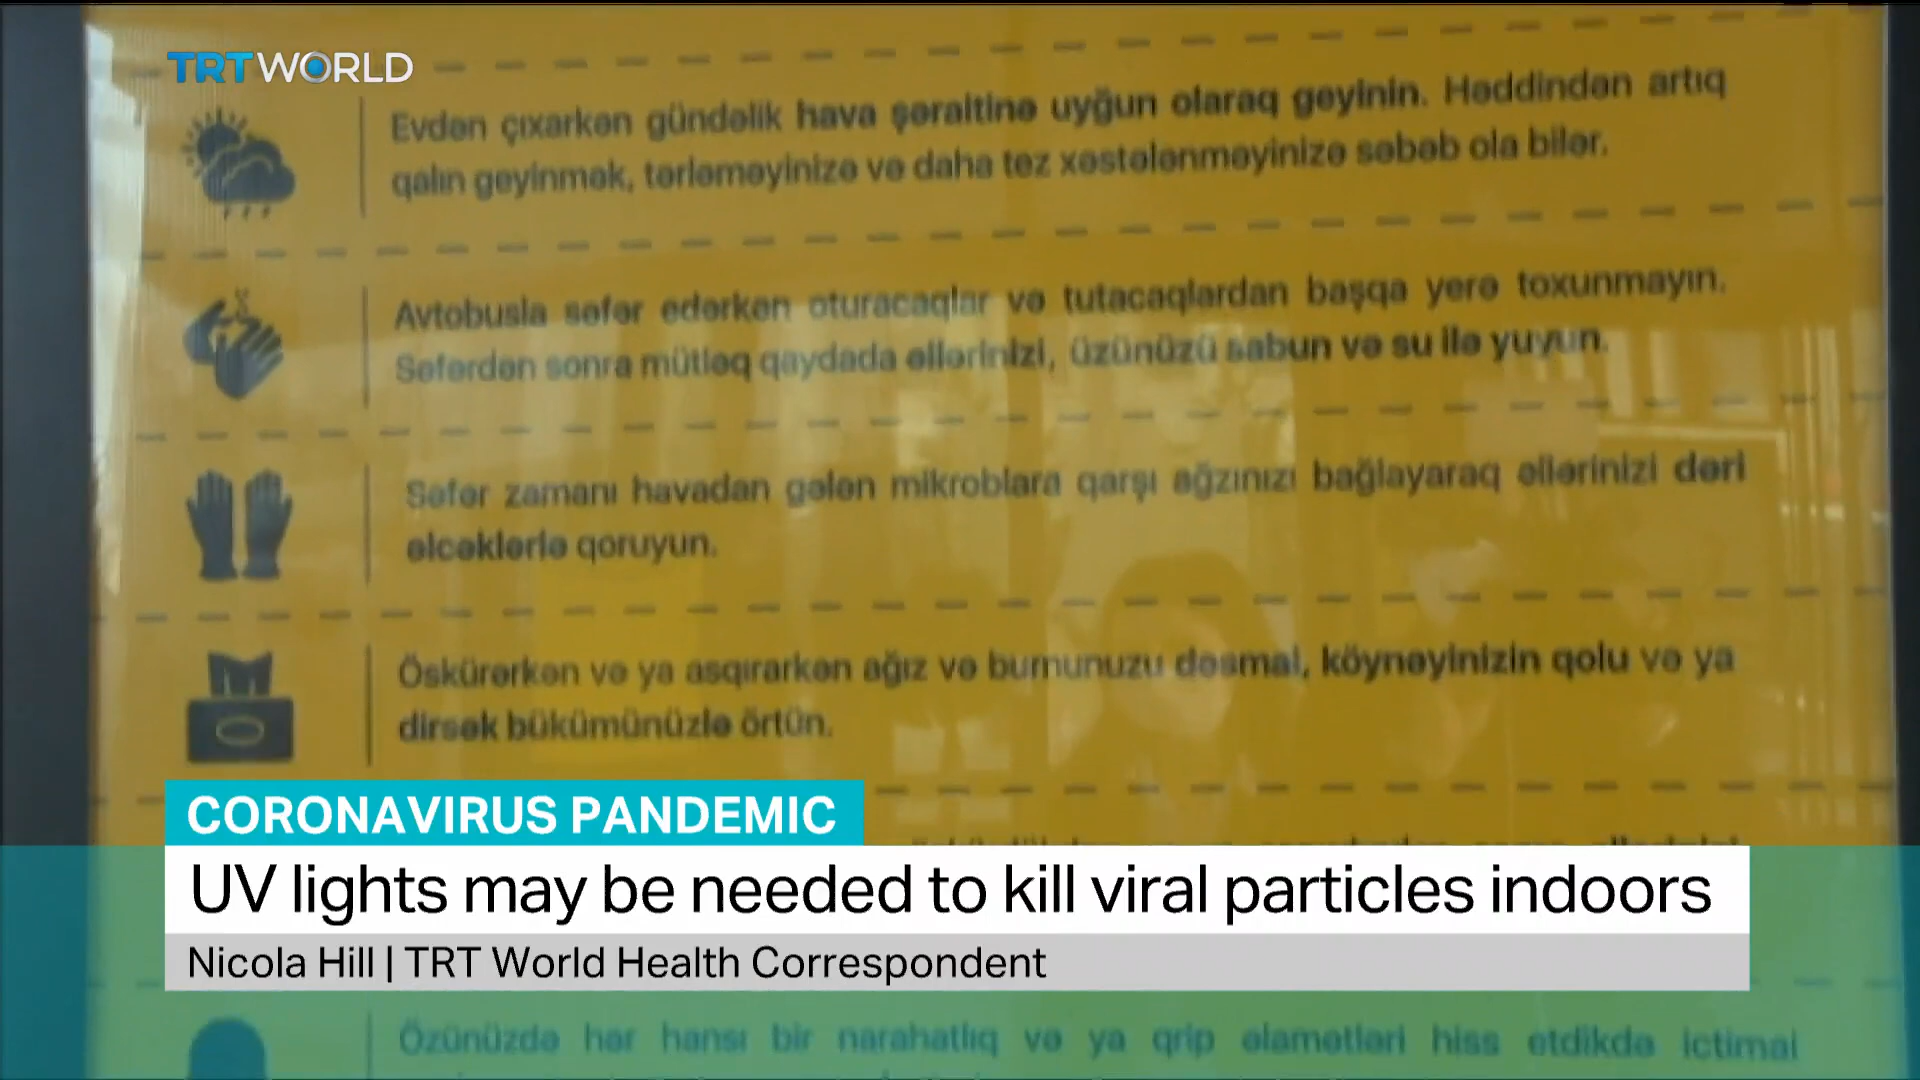 TRT WORLD
Evdən çıxarkən gündəlik hava şəraitinə uyğun olaraq geyinin. Həddindən artıq
qalın geyinmək, tərləməyinizə və daha tez xəstələnməyinizə səbəb ola bilər.
Avtobusla səfər edərkən oturacaqlar və tutacaqlardan başqa yerə toxunmayın.
Səfərdən sonra mütləq qaydada əllərinizi, üzünüzü sabun və su ilə yuyun.
Səfər zamanı havadan gələn mikroblara qarşı ağzınızı bağlayaraq əllərinizi dəri
əlcəklərlə qoruyun.
Öskürərkən və ya asqırarkən ağız və burnunuzu dəsmal, köynəyinizin qolu və ya
dirsək bükümünüzlə örtün.
CORONAVIRUS PANDEMIC
UV lights may be needed to kill viral particles indoors
Nicola Hill | TRT World Health Correspondent
Özünüzdə hər hansı bir narahatlıq və ya qrip əlamətləri hiss etdikdə ictimai